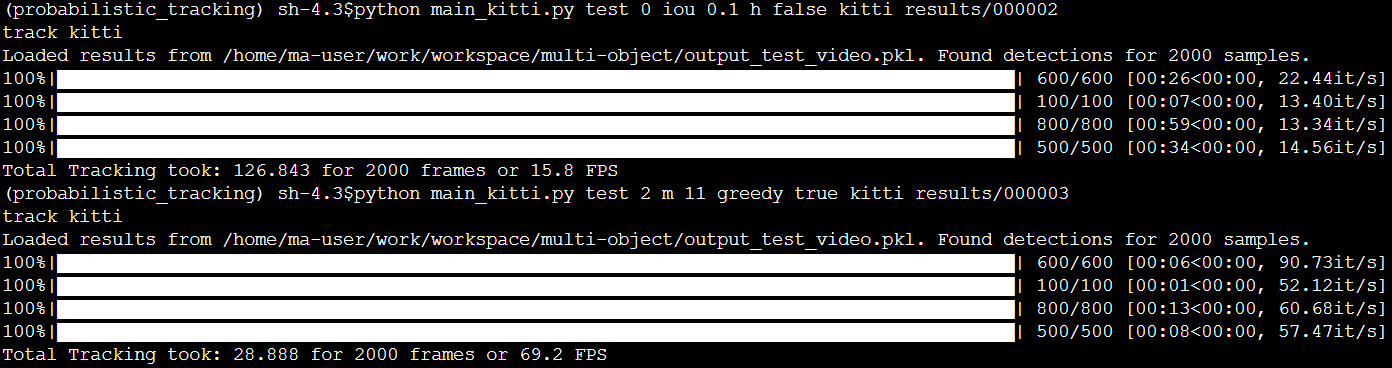 (probabilistic_tracking) sh-4.3$python main_kitti.py test 0 iou 0.1 h false kitti results/000002
track kitti
Loaded results from /home/ma-user/work/workspace/multi-object/output_test_video.pkl. Found detections for 2000 samples.
100%| | 600/600 [00:26<00:00, 22.44it/s]
100%| | 100/100 [00:07<00:00, 13.40it/s]
100%| | 800/800 [00:59<00:00, 13.34it/s]
100%| | 500/500 [00:34<00:00, 14.56it/s]
Total Tracking took: 126.843 for 2000 frames or 15.8 FPS
(probabilistic_tracking) sh-4.3$python main_kitti.py test 2 m 11 greedy true kitti results/000003
track kitti
Loaded results from /home/ma-user/work/workspace/multi-object/output_test_video.pkl. Found detections for 2000 samples.
100%| | 600/600 [00:06<00:00, 90.73it/s]
100%| | 100/100 [00:01<00:00, 52.12it/s]
100%| | 800/800 [00:13<00:00, 60.68it/s]
100%| | 500/500 [00:08<00:00, 57.47it/s]
Total Tracking took: 28.888 for 2000 frames or 69.2 FPS